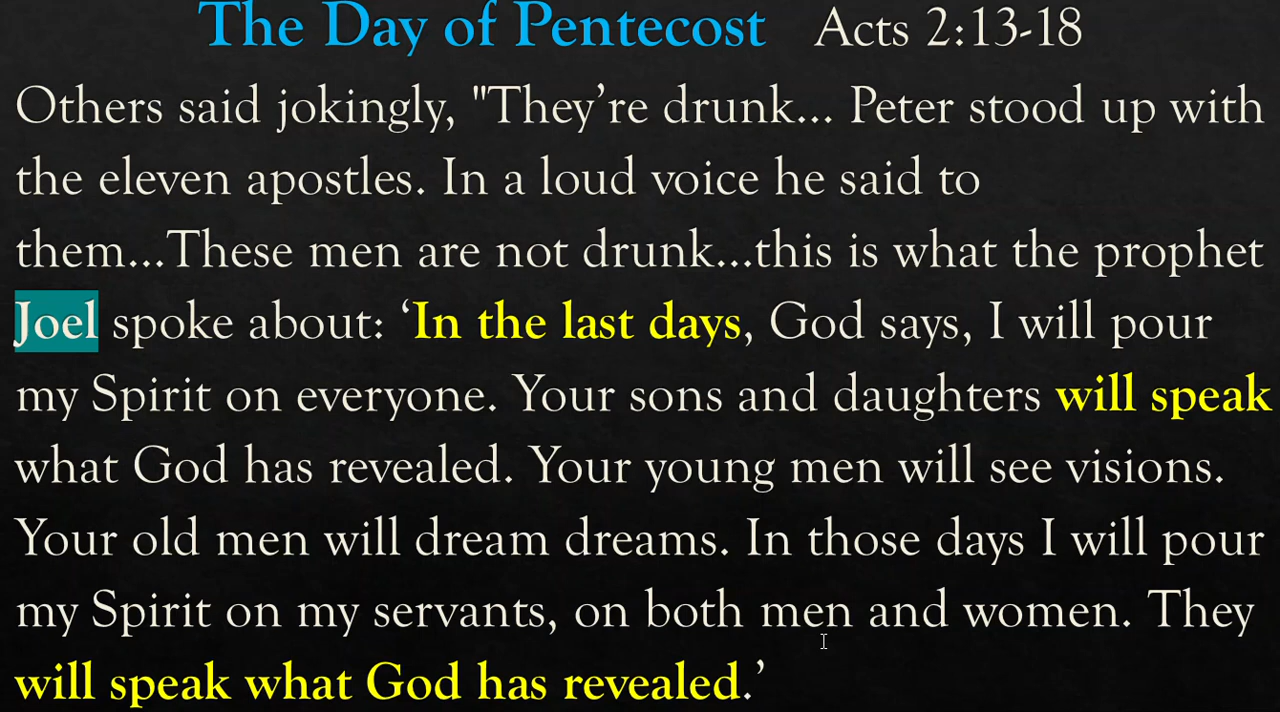 The Day of Pentecost Acts 2:13-18
Others said jokingly, "They’re drunk... Peter stood up with
the eleven apostles. In a loud voice he said to
them...These men are not drunk...this is what the prophet
Joel spoke about: ‘In the last days, God says, I will pour
my Spirit on everyone. Your sons and daughters will speak
what God has revealed. Your young men will see visions.
Your old men will dream dreams. In those days I will pour
my Spirit on my servants, on both men and women. They
will speak what God has revealed.’